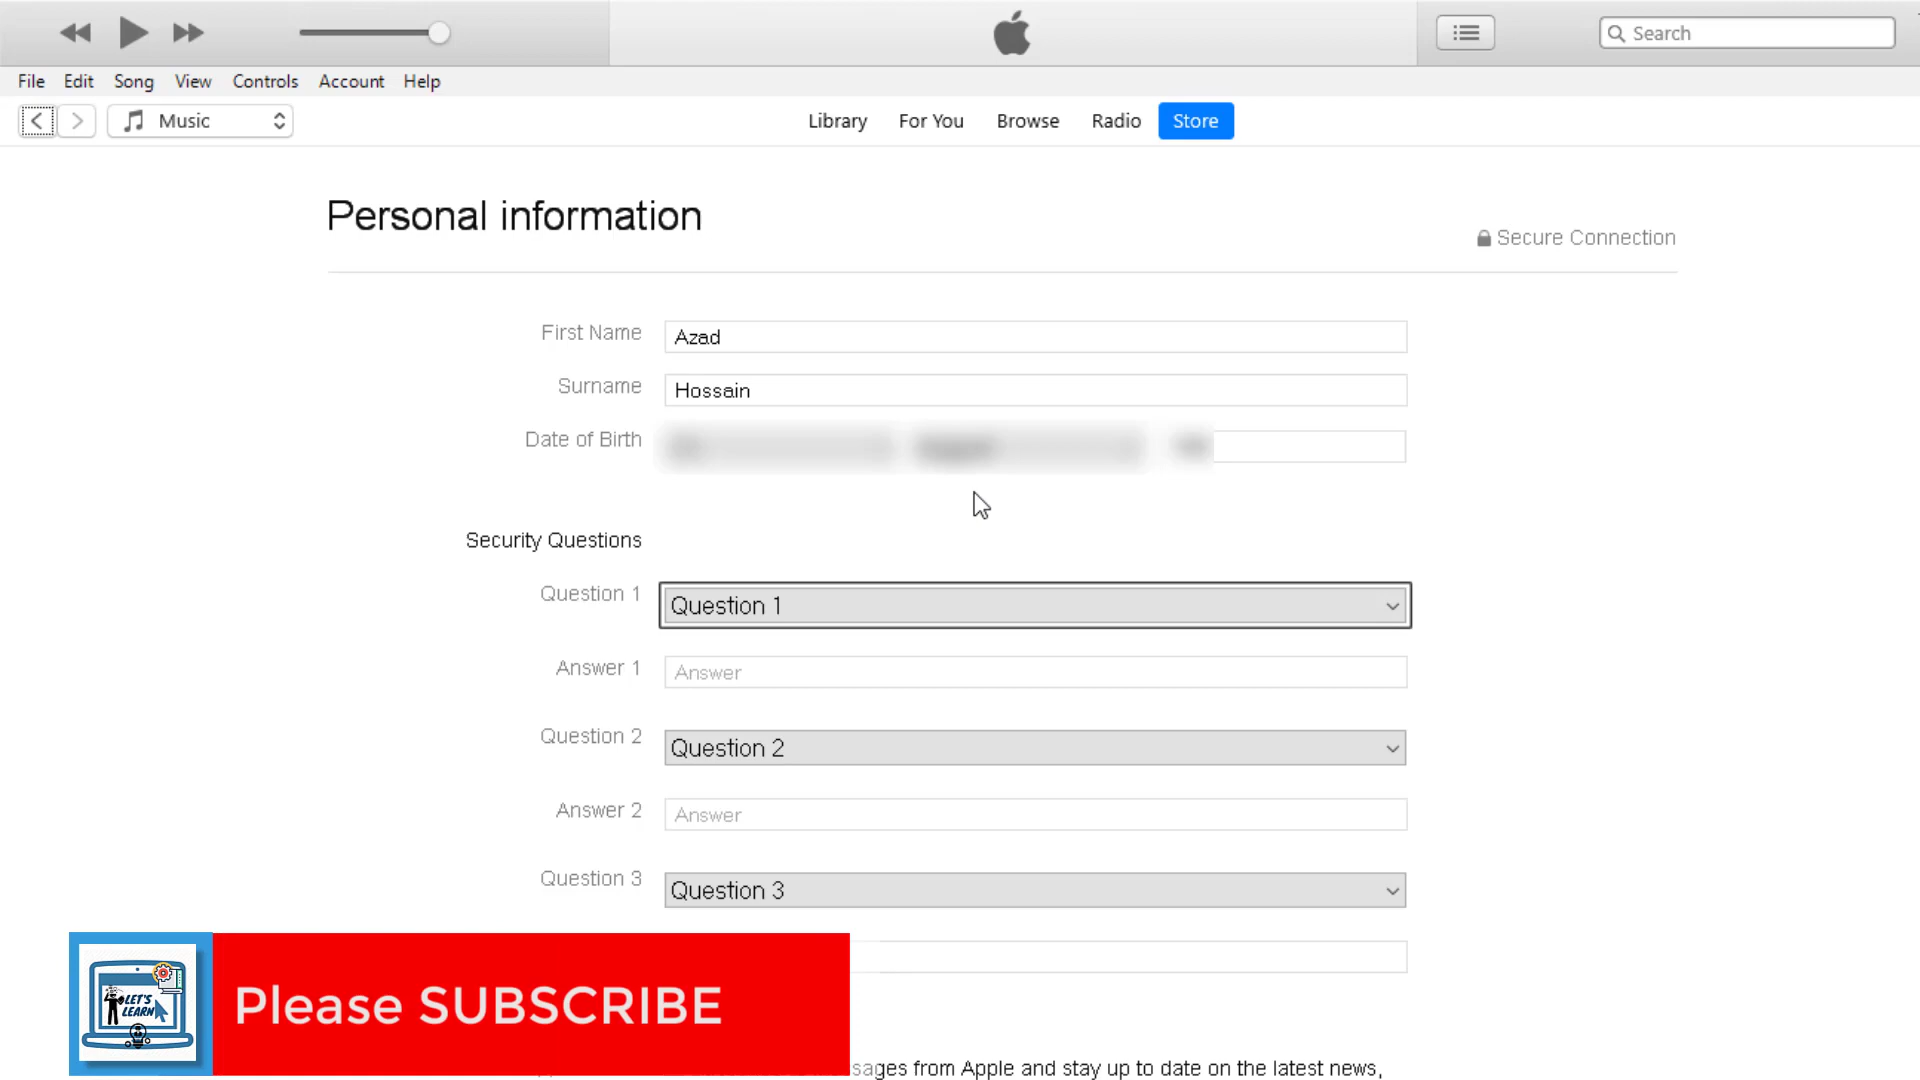 Search
File Edit Song View Controls Account Help
Music
Library For You Browse Radio Store
Personal information
Secure Connection
First Name Azad
Surname Hossain
Date of Birth
Security Questions
Question 1 Question 1
Answer 1 Answer
Question 2 Question 2
Answer 2 Answer
Question 3 Question 3
LET'S
LEARN
Please SUBSCRIBE
from Apple and stay up to date on the latest news,